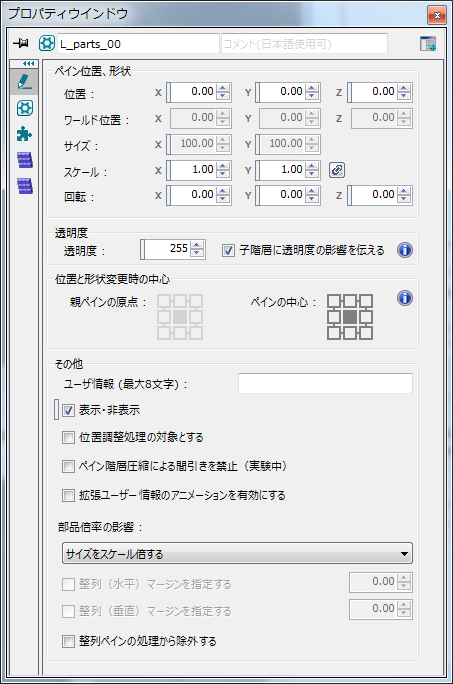 プロパティウインドウ
L_parts_00 コメント(日本語使用可)
ペイン位置、形状
位置： X 0.00 Y 0.00 Z 0.00
ワールド位置： X 0.00 Y 0.00 Z 0.00
サイズ： X 100.00 Y 100.00
スケール： X 1.00 Y 1.00
回転： X 0.00 Y 0.00 Z 0.00
透明度
透明度： 255 子階層に透明度の影響を伝える
位置と形状変更時の中心
親ペインの原点： ペインの中心：
その他
ユーザ情報 (最大8文字)：
表示・非表示
位置調整処理の対象とする
ペイン階層圧縮による間引きを禁止（実験中）
拡張ユーザー情報のアニメーションを有効にする
部品倍率の影響：
サイズをスケール倍する
整列（水平）マージンを指定する 0.00
整列（垂直）マージンを指定する 0.00
整列ペインの処理から除外する